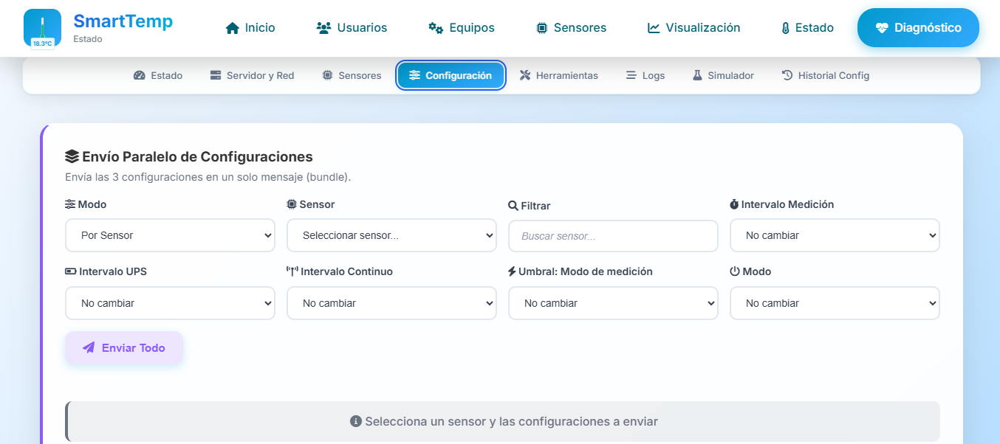 SmartTemp
Estado
18.3°C
Inicio
Usuarios
Equipos
Sensores
Visualización
Estado
Diagnóstico
Estado
Servidor y Red
Sensores
Configuración
Herramientas
Logs
Simulador
Historial Config
Envío Paralelo de Configuraciones
Envía las 3 configuraciones en un solo mensaje (bundle).
Modo
Sensor
Filtrar
Intervalo Medición
Por Sensor
Seleccionar sensor...
Buscar sensor...
No cambiar
Intervalo UPS
Intervalo Continuo
Umbral: Modo de medición
Modo
No cambiar
No cambiar
No cambiar
No cambiar
Enviar Todo
Selecciona un sensor y las configuraciones a enviar